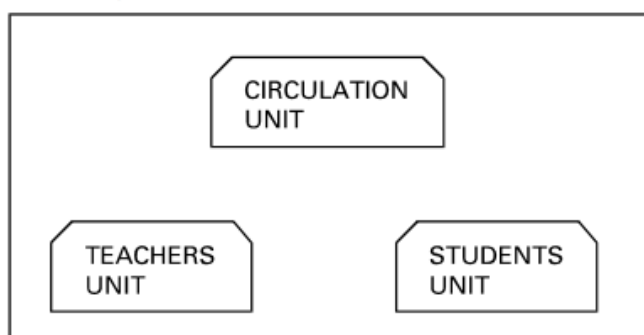 CIRCULATION
UNIT
TEACHERS
UNIT
STUDENTS
UNIT